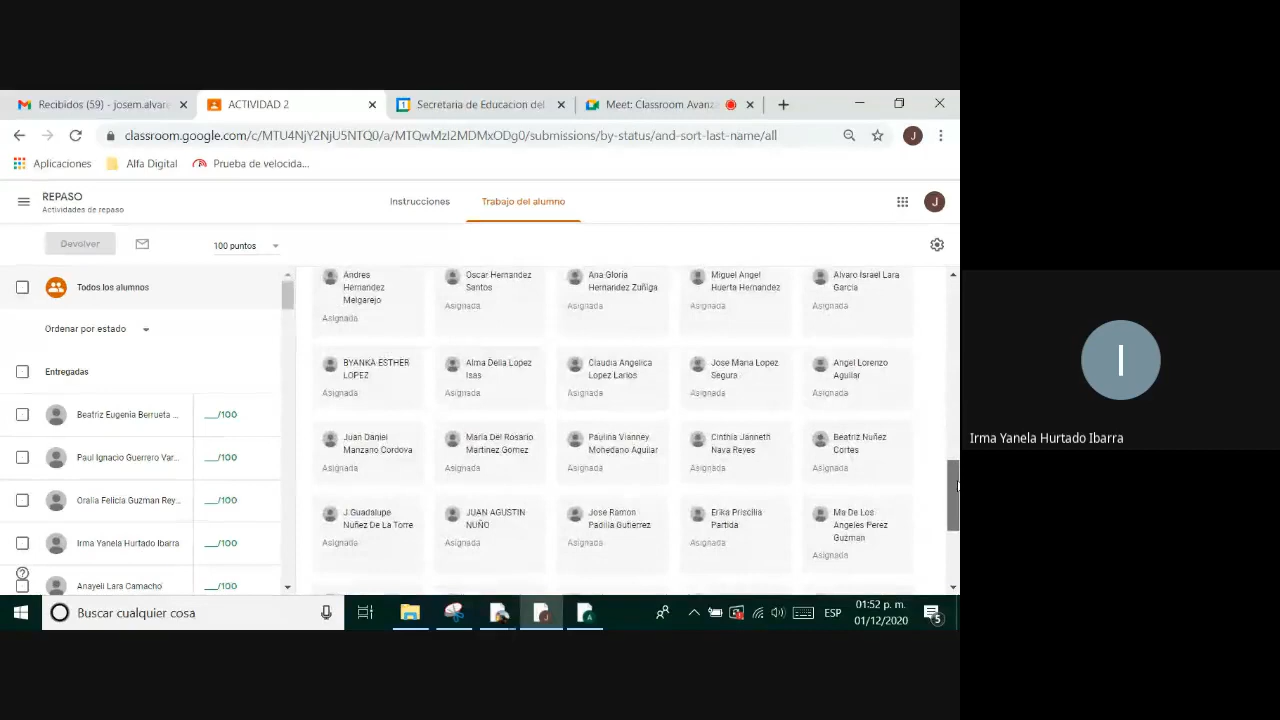 Recibidos (59) - josem.alvare
ACTIVIDAD 2
Secretaria de Educacion del
Meet: Classroom Avanz
classroom.google.com/c/MTU4NjY2NjU5NTQ0/a/MTQwMzI2MDMxODg0/submissions/by-status/and-sort-last-name/all
J
Aplicaciones
Alfa Digital
Prueba de velocida...
REPASO
Actividades de repaso
Instrucciones
Trabajo del alumno
J
Devolver
100 puntos
Todos los alumnos
Ordenar por estado
Entregadas
Beatriz Eugenia Berrueta ...
___/100
Paul Ignacio Guerrero Var...
___/100
Oralia Felicia Guzman Rey...
___/100
Irma Yanela Hurtado Ibarra
___/100
Anayeli Lara Camacho
___/100
Andres
Hernandez
Melgarejo
Asignada
Oscar Hernandez
Santos
Asignada
Ana Gloria
Hernandez Zuñiga
Asignada
Miguel Angel
Huerta Hernandez
Asignada
Alvaro Israel Lara
Garcia
Asignada
BYANKA ESTHER
LOPEZ
Asignada
Alma Delia Lopez
Isas
Asignada
Claudia Angelica
Lopez Larios
Asignada
Jose Maria Lopez
Segura
Asignada
Angel Lorenzo
Aguilar
Asignada
Juan Daniel
Manzano Cordova
Asignada
Maria Del Rosario
Martinez Gomez
Asignada
Paulina Vianney
Mohedano Aguilar
Asignada
Cinthia Janneth
Nava Reyes
Asignada
Beatriz Nuñez
Cortes
Asignada
J.Guadalupe
Nuñez De La Torre
Asignada
JUAN AGUSTIN
NUÑO
Asignada
Jose Ramon
Padilla Gutierrez
Asignada
Erika Priscilia
Partida
Asignada
Ma De Los
Angeles Perez
Guzman
Asignada
Buscar cualquier cosa
ESP
01:52 p. m.
01/12/2020
5
I
Irma Yanela Hurtado Ibarra